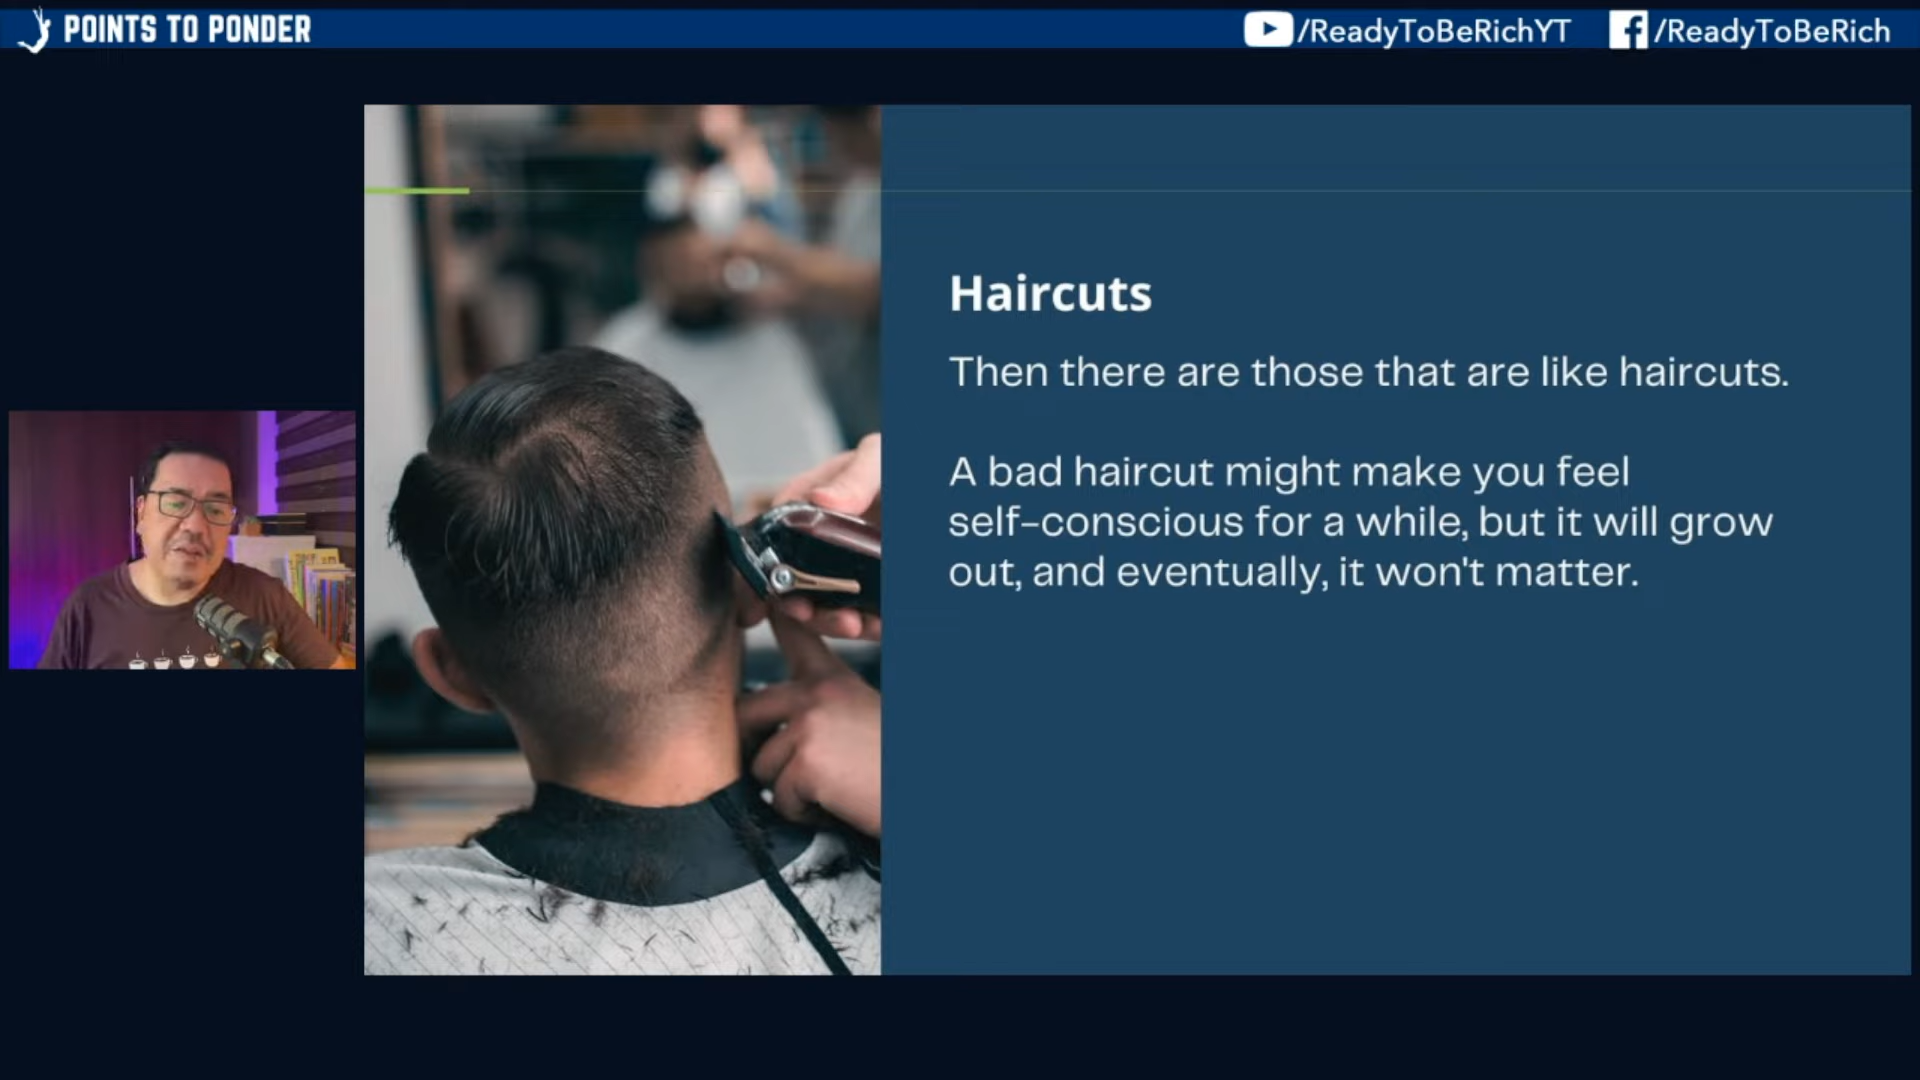 POINTS TO PONDER
/ReadyToBeRichYT
/ReadyToBeRich
Haircuts
Then there are those that are like haircuts.
A bad haircut might make you feel
self-conscious for a while, but it will grow
out, and eventually, it won't matter.